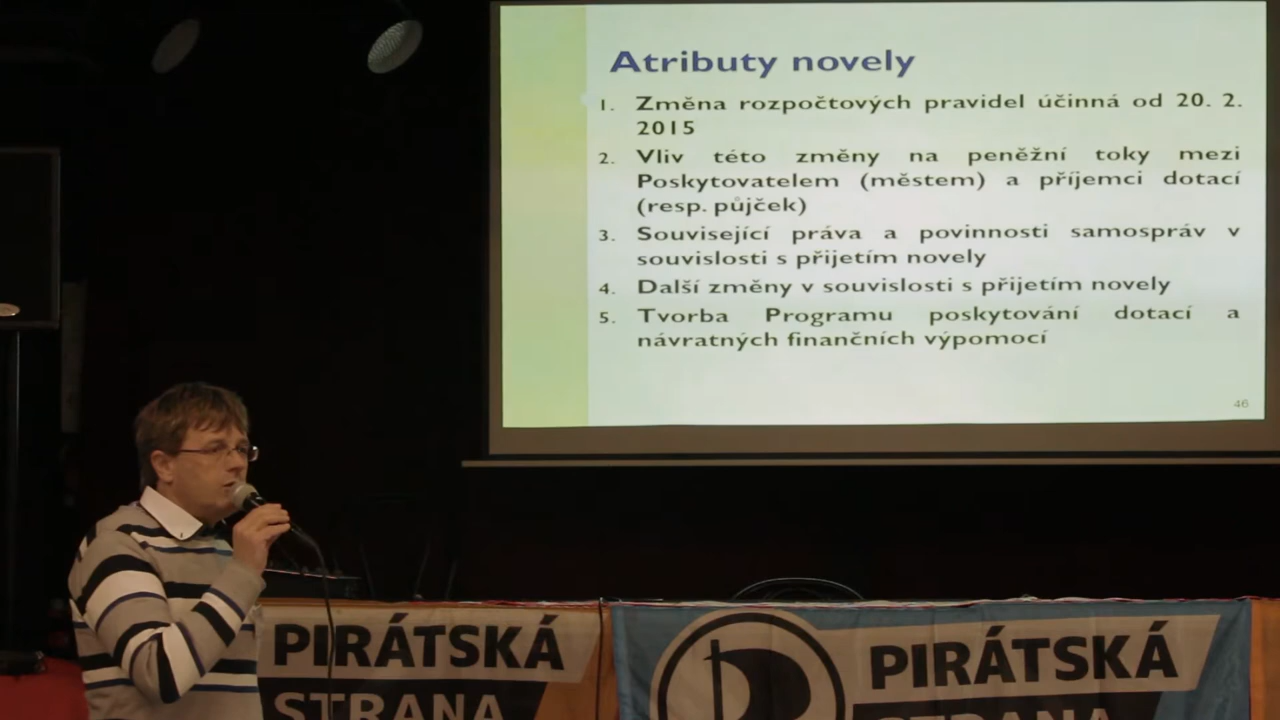 Atributy novely
1. Změna rozpočtových pravidel účinná od 20. 2.
2015
2. Vliv této změny na peněžní toky mezi
Poskytovatelem (městem) a příjemci dotací
(resp. půjček)
3. Související práva a povinnosti samospráv v
souvislosti s přijetím novely
4. Další změny v souvislosti s přijetím novely
5. Tvorba Programu poskytování dotací a
návratných finančních výpomocí
46
PIRÁTSKÁ
STRANA
PIRÁTSKÁ
STRANA